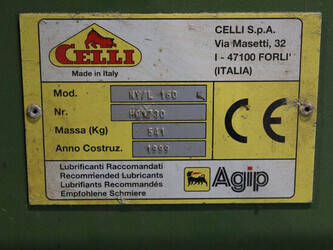 CELLI
Made in Italy
CELLI S.p.A.
Via Masetti, 32
I - 47100 FORLI'
(ITALIA)
Mod.
Nr.
Massa (Kg) 541
Anno Costruz. 1999
CE
Lubrificanti Raccomandati
Recommended Lubricants
Lubrifiants Recommandés
Empfohlene Schmiere
Agip